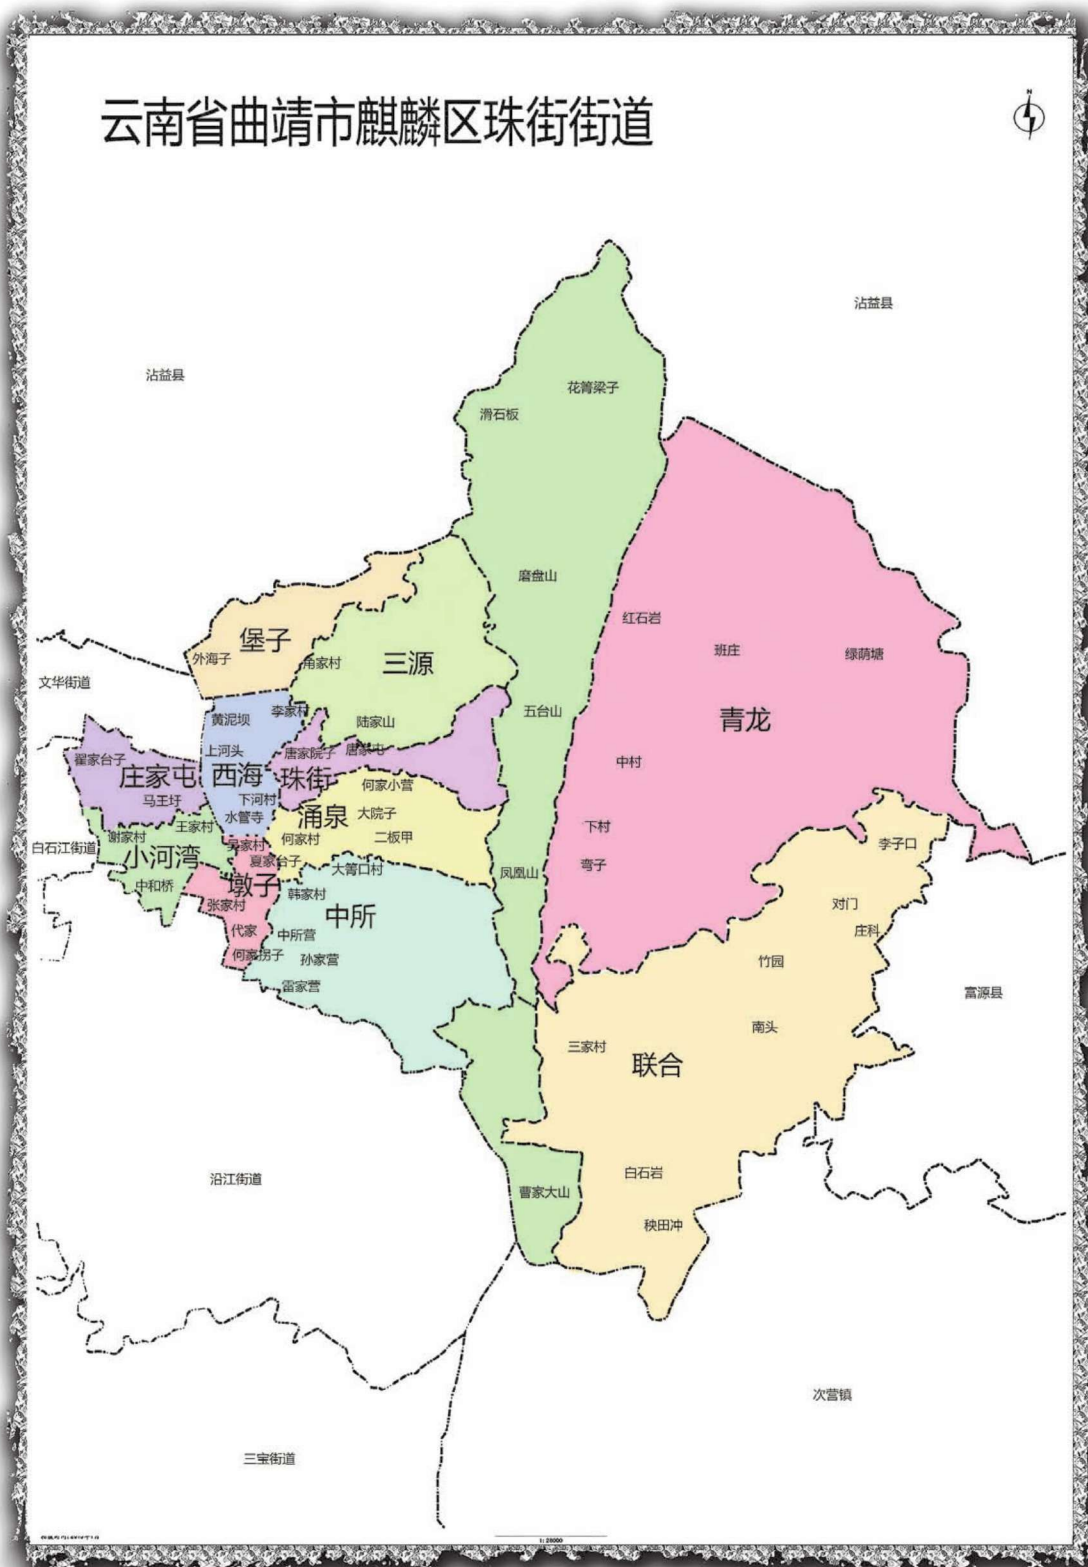 云南省曲靖市麒麟区珠街街道
N
沾益县
沾益县
花箐梁子
滑石板
磨盘山
红石岩
堡子
外海子
角家村
三源
班庄
绿荫塘
文华街道
黄泥坝
李家村
陆家山
五台山
青龙
上河头
唐家院子
唐家屯
翟家台子
庄家屯
西海
珠街
中村
马王圩
下河村
何家小营
水管寺
涌泉
大院子
王家村
下村
谢家村
何家村
二板甲
李子口
白石江街道
小河湾
吴家村
夏家台子
大箐口村
凤凰山
弯子
中和桥
墩子
韩家村
张家村
中所
对门
代家
中所营
庄科
何家拐子
孙家营
竹园
雷家营
富源县
南头
三家村
联合
沿江街道
白石岩
曹家大山
秧田冲
次营镇
三宝街道
1:25000